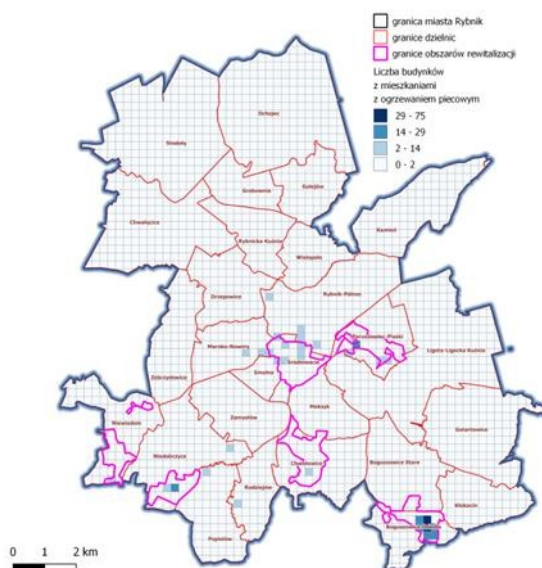 granica miasta Rybnik
granice dzielnic
granice obszarów rewitalizacji
Liczba budynków
z mieszkaniami
z ogrzewaniem piecowym
29 - 75
14 - 29
2 - 14
0 - 2
Ochojec
Stodoły
Grabownia
Golejów
Chwałęcice
Rybnicka Kuźnia
Kamień
Wielopole
Orzepowice
Rybnik-Północ
Paruszowiec-Piaski
Maroko-Nowiny
Śródmieście
Ligota-Ligocka Kuźnia
Smolna
Zebrzydowice
Meksyk
Niewiadom
Zamysłów
Gotartowice
Niedobczyce
Chwałowice
Boguszowice Stare
Radziejów
Kłokocin
Popielów
Boguszowice Osiedle
0 1 2 km